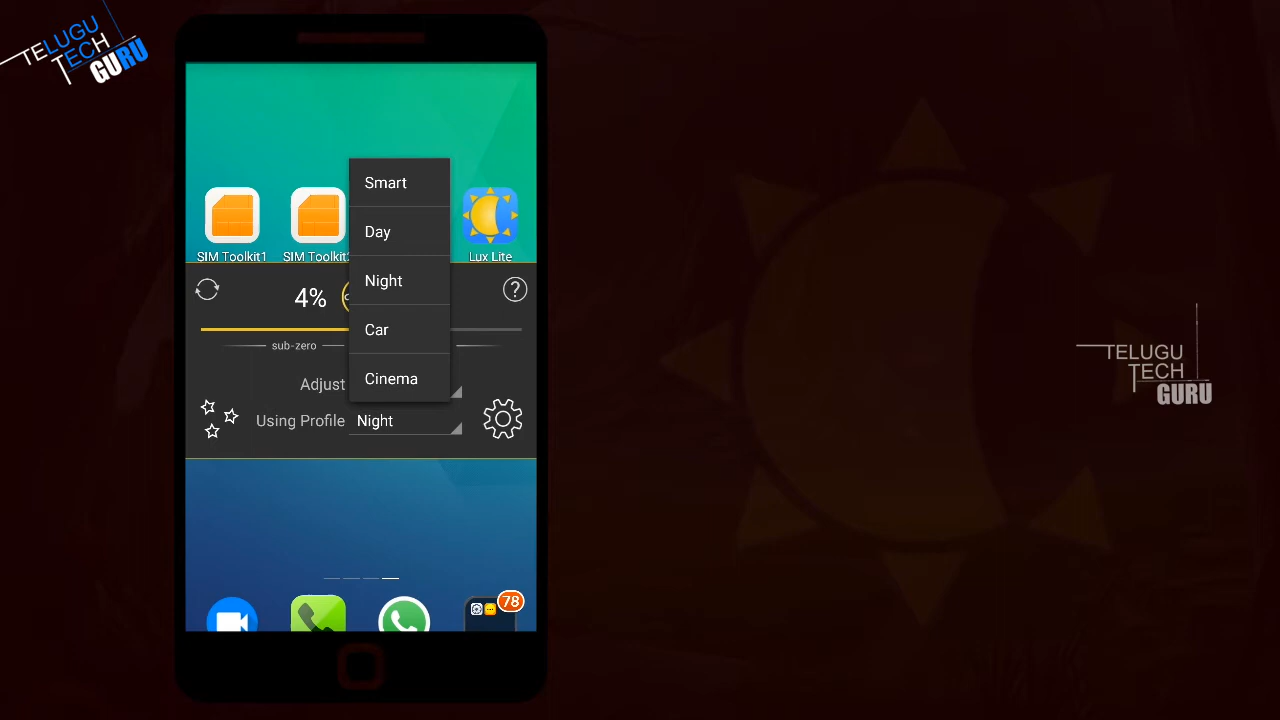 TELUGU
TECH
GURU
Smart
Day
Night
Car
Cinema
SIM Toolkit1
SIM Toolkit
Lux Lite
4%
?
sub-zero
Adjust
Using Profile
Night
78
TELUGU
TECH
GURU